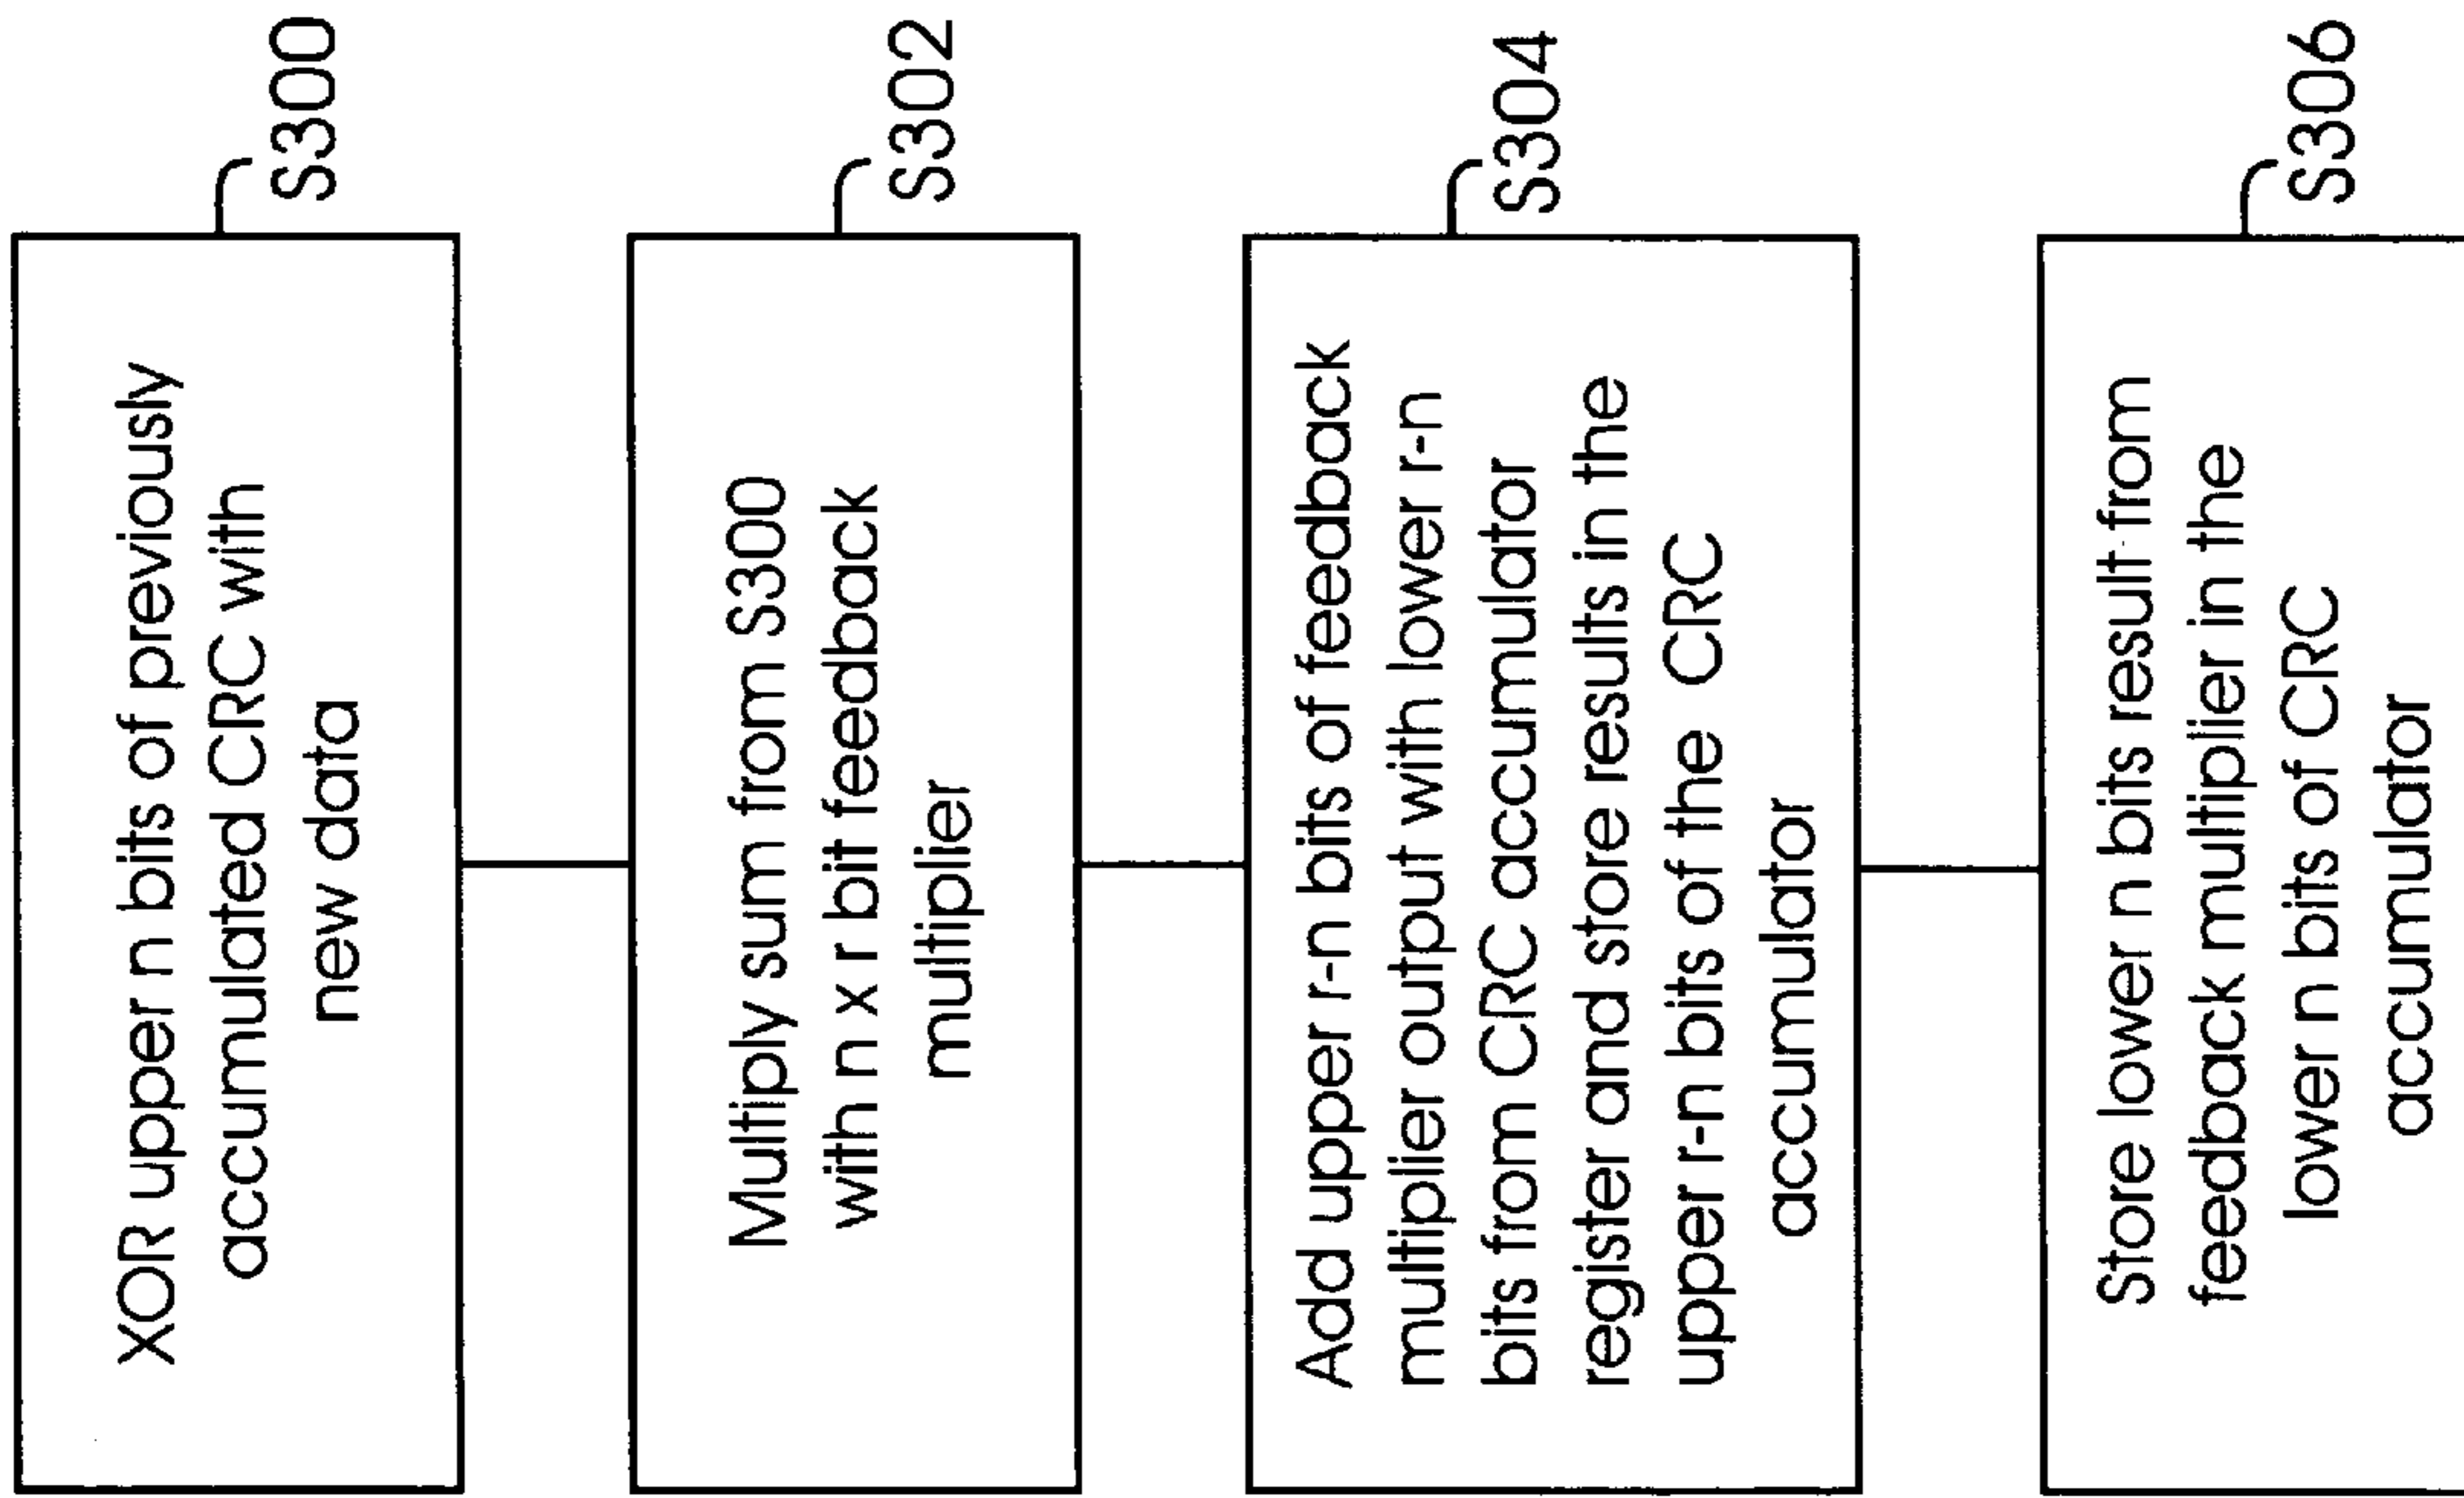 XOR upper n bits of previously
accumulated CRC with
new data
S300
Multiply sum from S300
with n x r bit feedback
multiplier
S302
Add upper r-n bits of feedback
multiplier output with lower r-n
bits from CRC accumulator
register and store results in the
upper r-n bits of the CRC
accumulator
S304
Store lower n bits result from
feedback multiplier in the
lower n bits of CRC
accumulator
S306